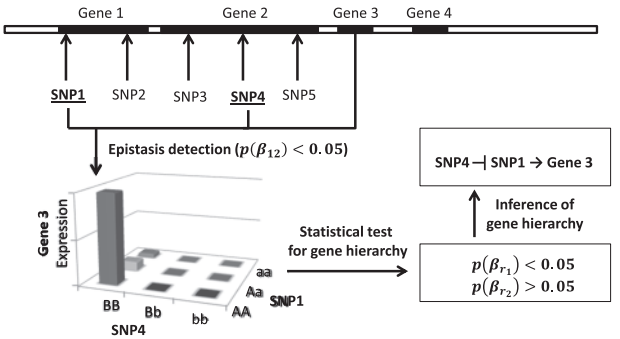 Gene 1 Gene 2 Gene 3 Gene 4
SNP1 SNP2 SNP3 SNP4 SNP5
Epistasis detection (p(β₁₂) < 0.05)
SNP4 ⊣ SNP1 → Gene 3
Gene 3
Expression
Statistical test
for gene hierarchy
Inference of
gene hierarchy
p(βr₁) < 0.05
p(βr₂) > 0.05
aa
Aa
AA
SNP1
BB Bb bb
SNP4